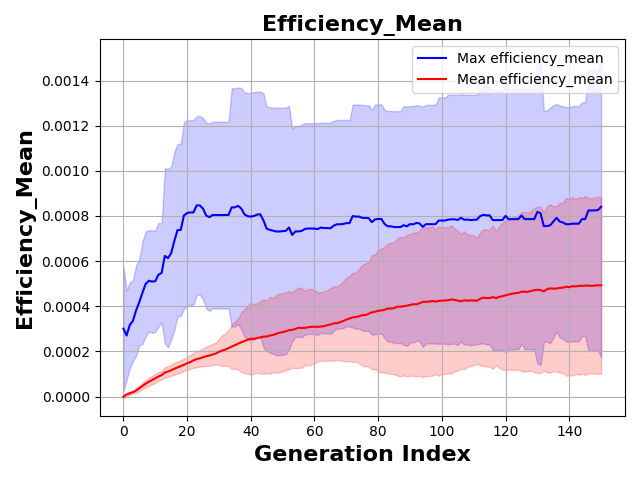 Efficiency_Mean
Max efficiency_mean
Mean efficiency_mean
Efficiency_Mean
0.0014
0.0012
0.0010
0.0008
0.0006
0.0004
0.0002
0.0000
0 20 40 60 80 100 120 140
Generation Index